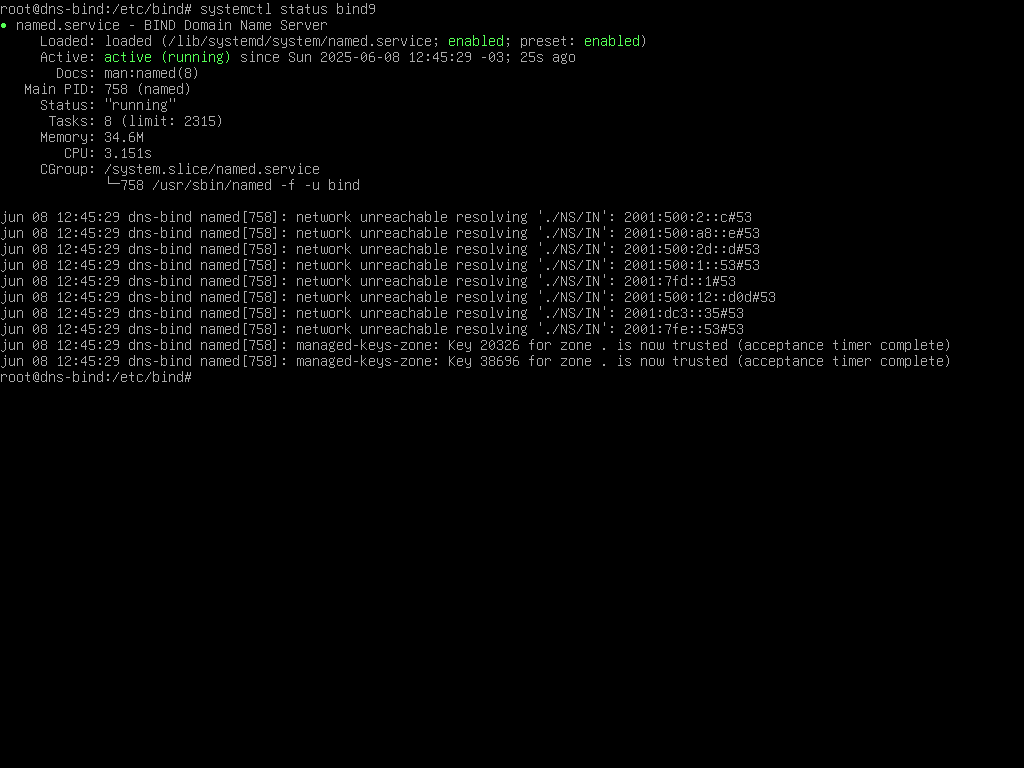 root@dns-bind:/etc/bind# systemctl status bind9
● named.service - BIND Domain Name Server
     Loaded: loaded (/lib/systemd/system/named.service; enabled; preset: enabled)
     Active: active (running) since Sun 2025-06-08 12:45:29 -03; 25s ago
       Docs: man:named(8)
   Main PID: 758 (named)
     Status: "running"
      Tasks: 8 (limit: 2315)
     Memory: 34.6M
        CPU: 3.151s
     CGroup: /system.slice/named.service
             └─758 /usr/sbin/named -f -u bind

jun 08 12:45:29 dns-bind named[758]: network unreachable resolving './NS/IN': 2001:500:2::c#53
jun 08 12:45:29 dns-bind named[758]: network unreachable resolving './NS/IN': 2001:500:a8::e#53
jun 08 12:45:29 dns-bind named[758]: network unreachable resolving './NS/IN': 2001:500:2d::d#53
jun 08 12:45:29 dns-bind named[758]: network unreachable resolving './NS/IN': 2001:500:1::53#53
jun 08 12:45:29 dns-bind named[758]: network unreachable resolving './NS/IN': 2001:7fd::1#53
jun 08 12:45:29 dns-bind named[758]: network unreachable resolving './NS/IN': 2001:500:12::d0d#53
jun 08 12:45:29 dns-bind named[758]: network unreachable resolving './NS/IN': 2001:dc3::35#53
jun 08 12:45:29 dns-bind named[758]: network unreachable resolving './NS/IN': 2001:7fe::53#53
jun 08 12:45:29 dns-bind named[758]: managed-keys-zone: Key 20326 for zone . is now trusted (acceptance timer complete)
jun 08 12:45:29 dns-bind named[758]: managed-keys-zone: Key 38696 for zone . is now trusted (acceptance timer complete)
root@dns-bind:/etc/bind#